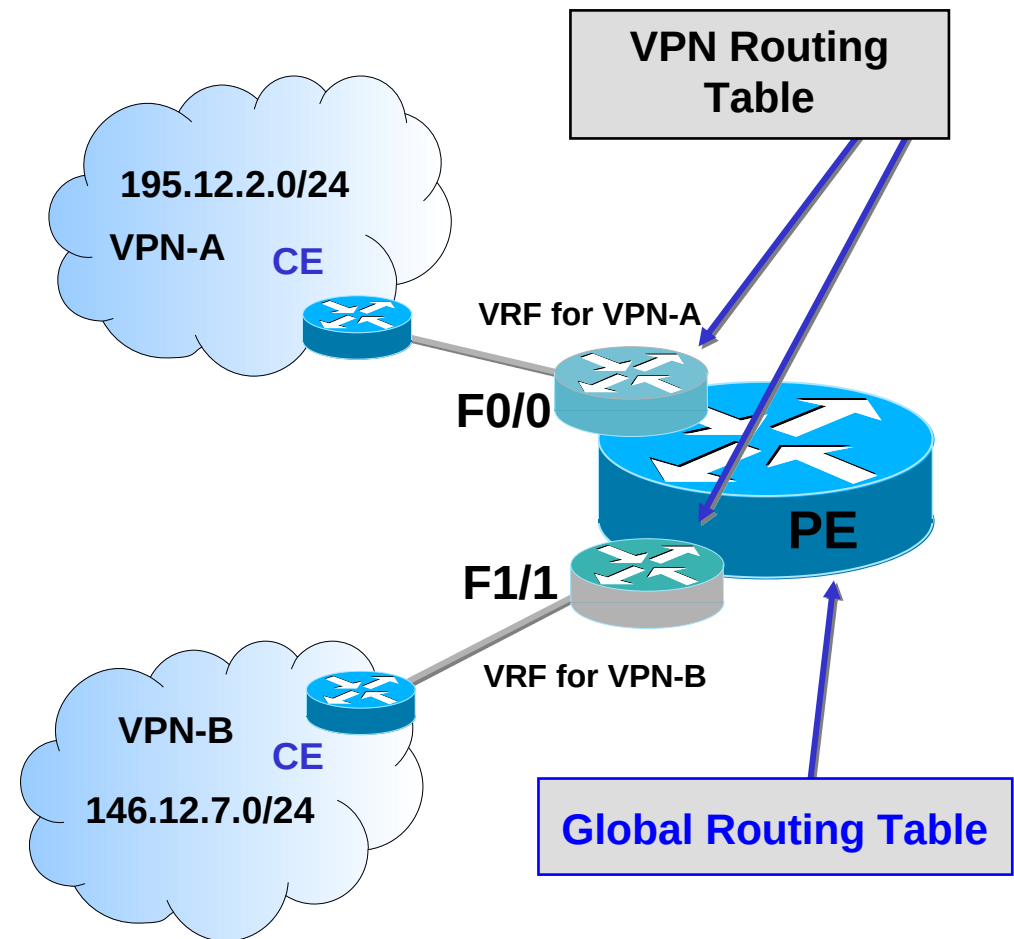 VPN Routing
Table
195.12.2.0/24
VPN-A
CE
VRF for VPN-A
F0/0
PE
F1/1
VRF for VPN-B
VPN-B
CE
146.12.7.0/24
Global Routing Table